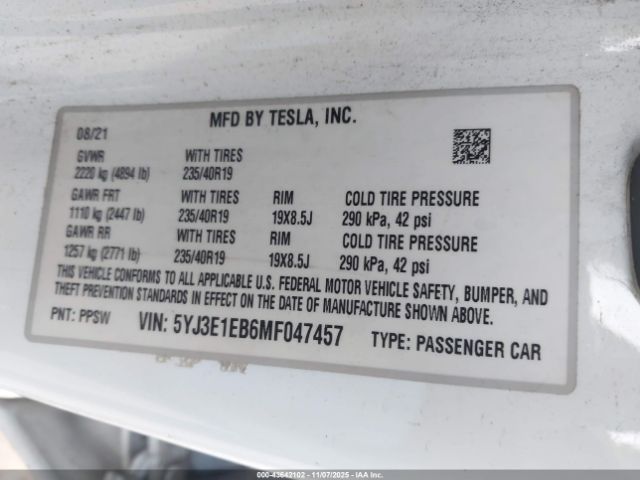 MFD BY TESLA, INC.
08/21
GVWR WITH TIRES
2220 kg (4894 lb) 235/40R19
GAWR FRT WITH TIRES RIM COLD TIRE PRESSURE
1110 kg (2447 lb) 235/40R19 19X8.5J 290 kPa, 42 psi
GAWR RR WITH TIRES RIM COLD TIRE PRESSURE
1257 kg (2771 lb) 235/40R19 19X8.5J 290 kPa, 42 psi
THIS VEHICLE CONFORMS TO ALL APPLICABLE U.S. FEDERAL MOTOR VEHICLE SAFETY, BUMPER, AND
THEFT PREVENTION STANDARDS IN EFFECT ON THE DATE OF MANUFACTURE SHOWN ABOVE.
PNT: PPSW VIN: 5YJ3E1EB6MF047457 TYPE: PASSENGER CAR
000-43642102 - 11/07/2025 - IAA Inc.